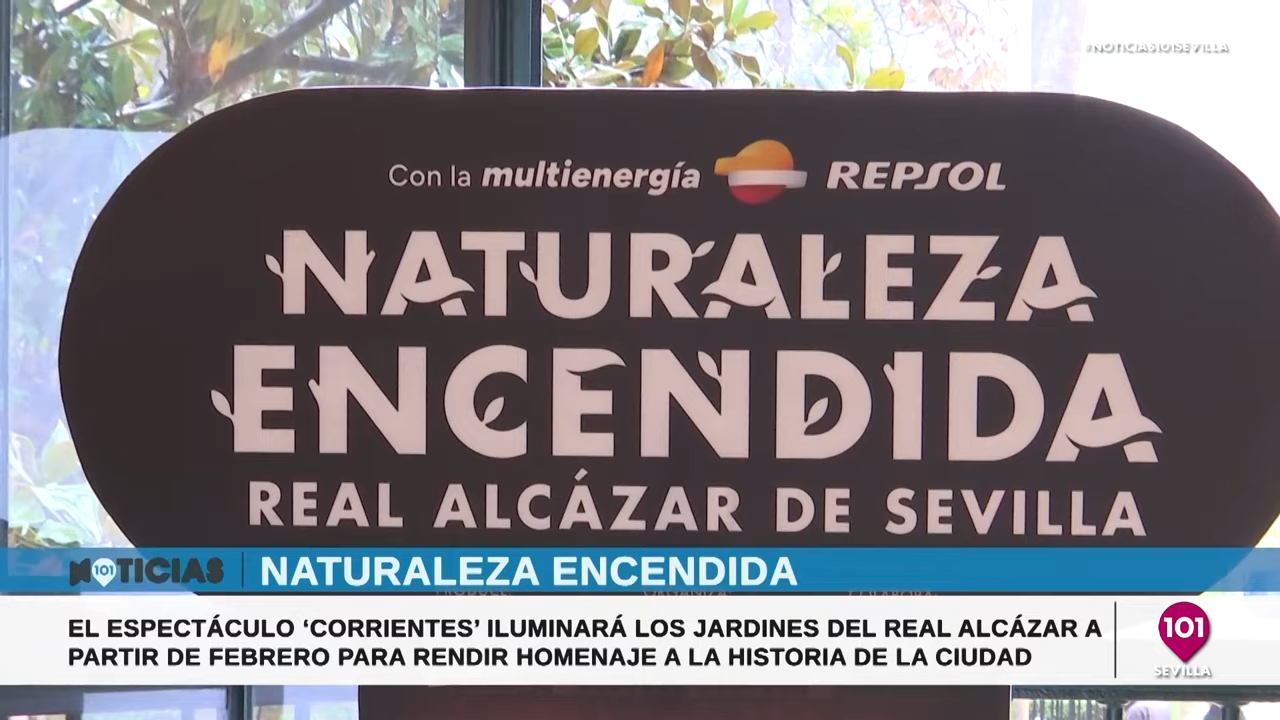 #NOTICIAS101SEVILLA
Con la multienergía REPSOL
NATURALEZA
ENCENDIDA
REAL ALCÁZAR DE SEVILLA
NOTICIAS 101 NATURALEZA ENCENDIDA
EL ESPECTÁCULO ‘CORRIENTES’ ILUMINARÁ LOS JARDINES DEL REAL ALCÁZAR A
PARTIR DE FEBRERO PARA RENDIR HOMENAJE A LA HISTORIA DE LA CIUDAD
101
SEVILLA